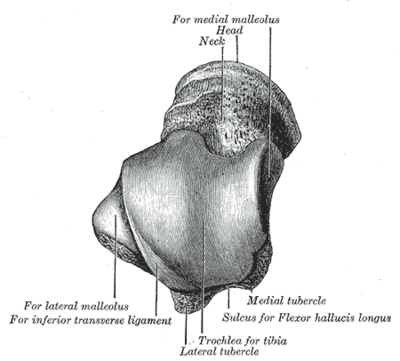 For medial malleolus
Head
Neck
For lateral malleolus
For inferior transverse ligament
Medial tubercle
Sulcus for Flexor hallucis longus
Trochlea for tibia
Lateral tubercle